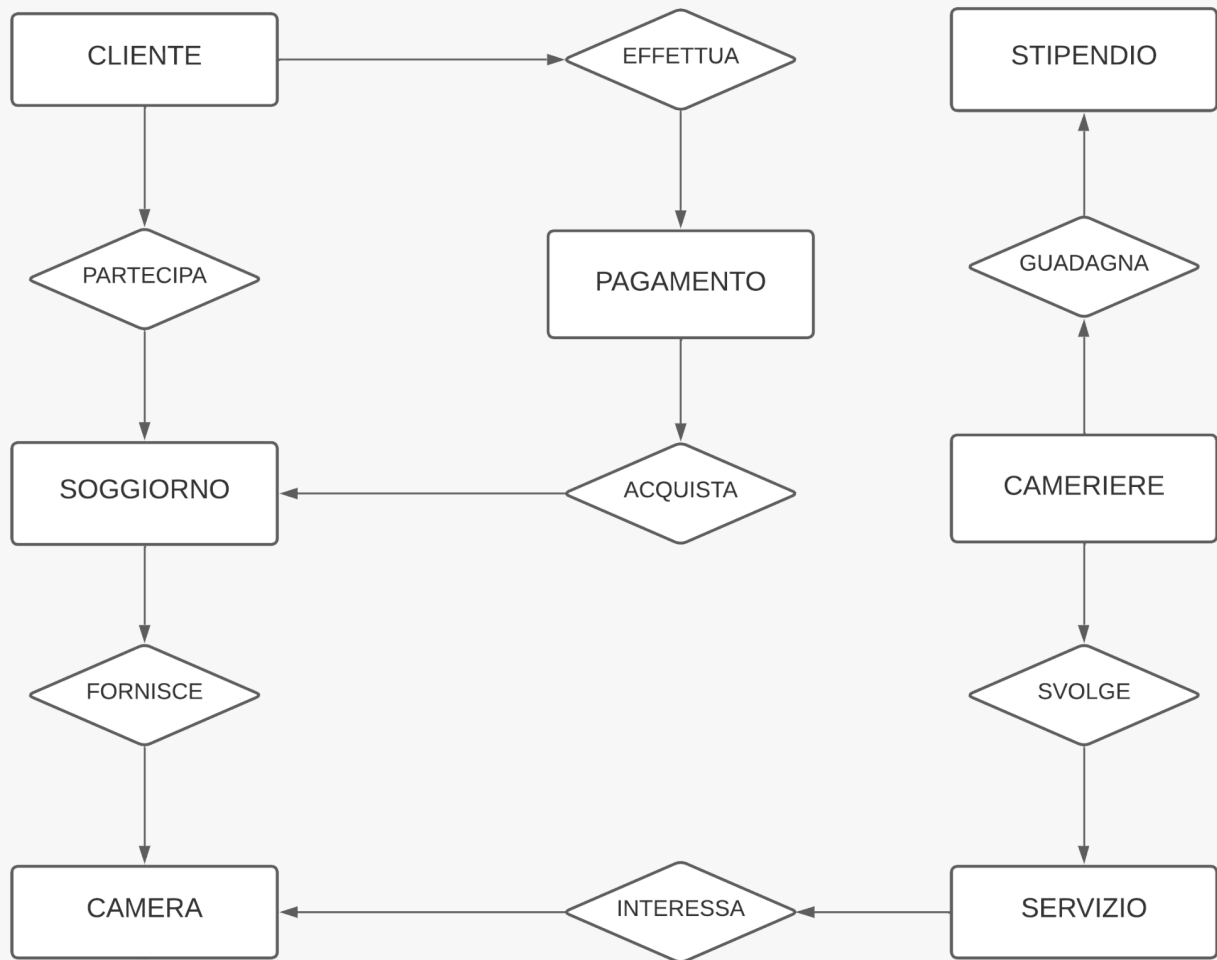 CLIENTE
EFFETTUA
STIPENDIO
PARTECIPA
PAGAMENTO
GUADAGNA
SOGGIORNO
ACQUISTA
CAMERIERE
FORNISCE
SVOLGE
CAMERA
INTERESSA
SERVIZIO